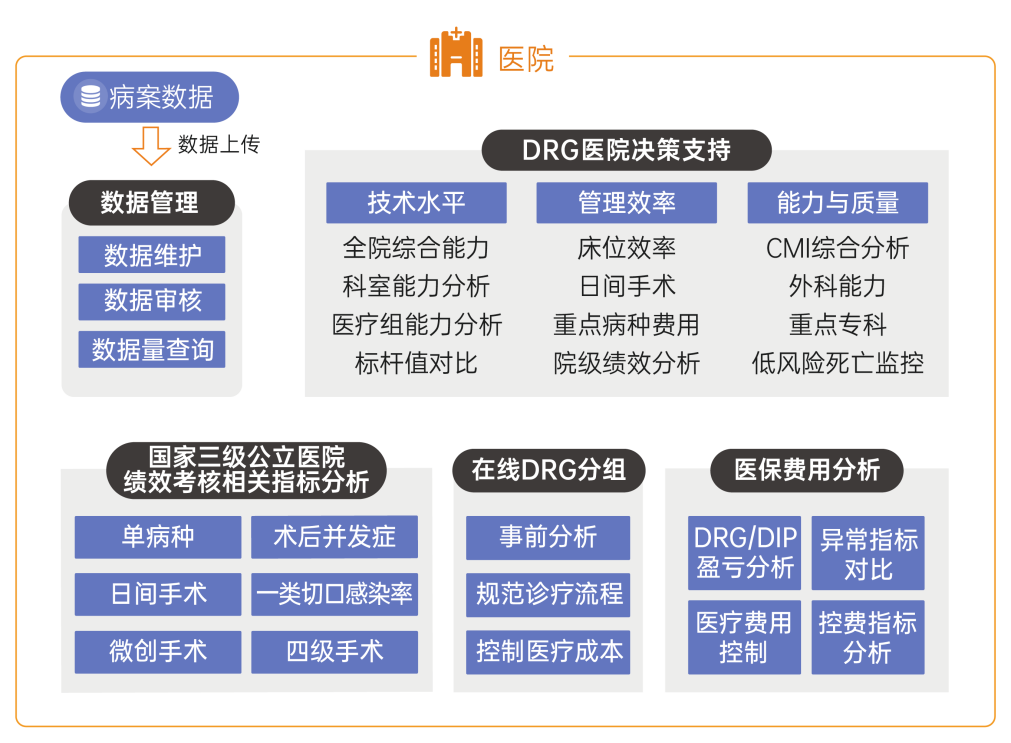 医院
病案数据
数据上传
数据管理
数据维护
数据审核
数据量查询
DRG医院决策支持
技术水平
全院综合能力
科室能力分析
医疗组能力分析
标杆值对比
管理效率
床位效率
日间手术
重点病种费用
院级绩效分析
能力与质量
CMI综合分析
外科能力
重点专科
低风险死亡监控
国家三级公立医院
绩效考核相关指标分析
单病种
术后并发症
日间手术
一类切口感染率
微创手术
四级手术
在线DRG分组
事前分析
规范诊疗流程
控制医疗成本
医保费用分析
DRG/DIP
盈亏分析
异常指标
对比
医疗费用
控制
控费指标
分析